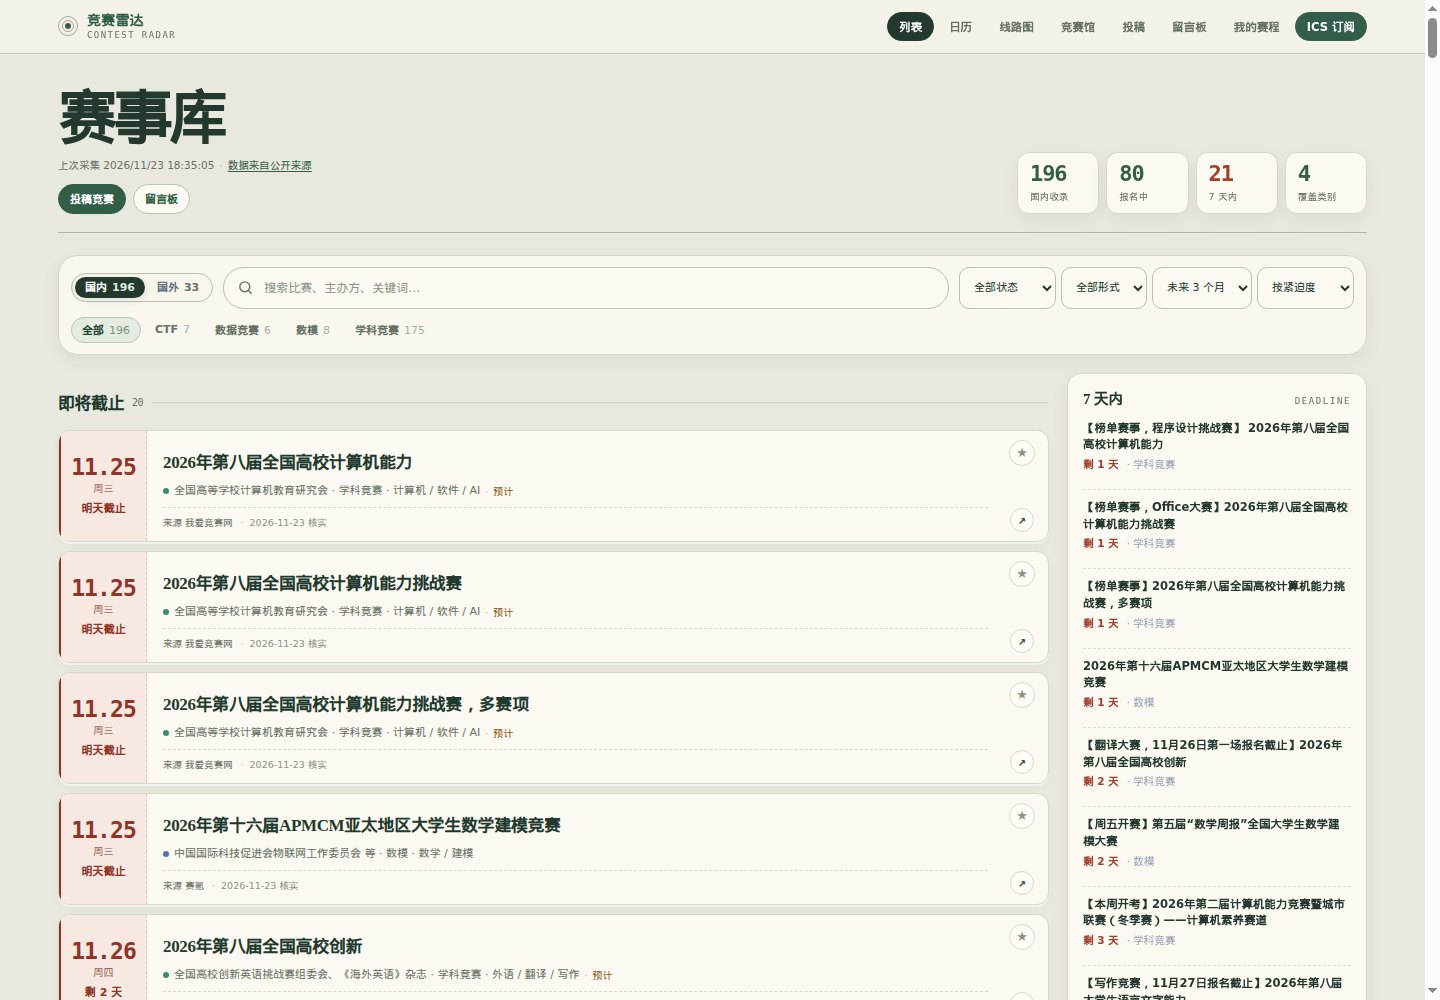 竞赛雷达
CONTEST RADAR
列表
日历
线路图
竞赛馆
投稿
留言板
我的赛程
ICS 订阅
赛事库
上次采集 2026/11/23 18:35:05 · 数据来自公开来源
投稿竞赛
留言板
196
国内收录
80
报名中
21
7 天内
4
覆盖类别
国内 196
国外 33
搜索比赛、主办方、关键词…
全部状态
全部形式
未来 3 个月
按紧迫度
全部 196
CTF 7
数据竞赛 6
数模 8
学科竞赛 175
即将截止 20
11.25
周三
明天截止
2026年第八届全国高校计算机能力
全国高等学校计算机教育研究会 · 学科竞赛 · 计算机 / 软件 / AI · 预计
来源 我爱竞赛网 · 2026-11-23 核实
★
↗
11.25
周三
明天截止
2026年第八届全国高校计算机能力挑战赛
全国高等学校计算机教育研究会 · 学科竞赛 · 计算机 / 软件 / AI · 预计
来源 我爱竞赛网 · 2026-11-23 核实
★
↗
11.25
周三
明天截止
2026年第八届全国高校计算机能力挑战赛，多赛项
全国高等学校计算机教育研究会 · 学科竞赛 · 计算机 / 软件 / AI · 预计
来源 我爱竞赛网 · 2026-11-23 核实
★
↗
11.25
周三
明天截止
2026年第十六届APMCM亚太地区大学生数学建模竞赛
中国国际科技促进会物联网工作委员会 等 · 数模 · 数学 / 建模
来源 赛氪 · 2026-11-23 核实
★
↗
11.26
周四
剩 2 天
2026年第八届全国高校创新
全国高校创新英语挑战赛组委会、《海外英语》杂志 · 学科竞赛 · 外语 / 翻译 / 写作 · 预计
★
7 天内
DEADLINE
【榜单赛事，程序设计挑战赛】 2026年第八届全国
高校计算机能力
剩 1 天 · 学科竞赛
【榜单赛事，Office大赛】2026年第八届全国高校
计算机能力挑战赛
剩 1 天 · 学科竞赛
【榜单赛事】2026年第八届全国高校计算机能力挑
战赛，多赛项
剩 1 天 · 学科竞赛
2026年第十六届APMCM亚太地区大学生数学建模
竞赛
剩 1 天 · 数模
【翻译大赛，11月26日第一场报名截止】2026年
第八届全国高校创新
剩 2 天 · 学科竞赛
【周五开赛】第五届“数学周报”全国大学生数学建
模大赛
剩 2 天 · 数模
【本周开考】2026年第二届计算机能力竞赛暨城市
联赛（冬季赛）——计算机素养赛道
剩 3 天 · 学科竞赛
【写作竞赛，11月27日报名截止】2026年第八届
大学生语言文字能力